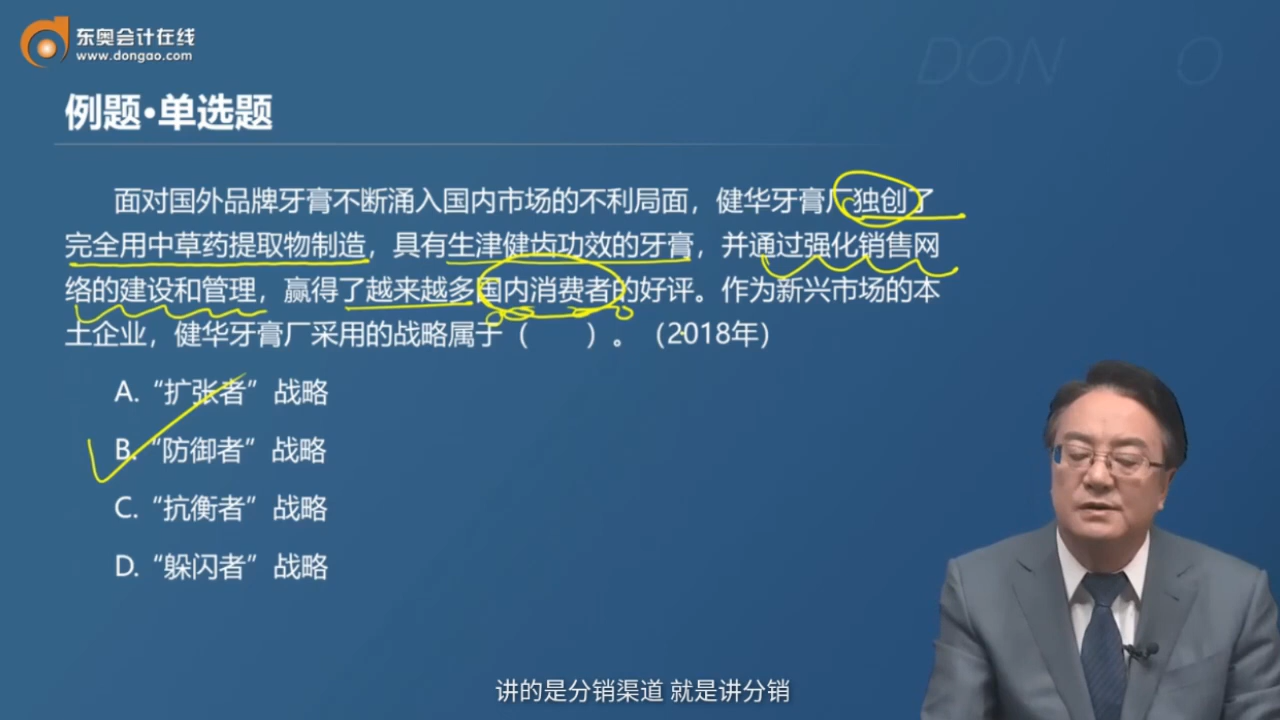 东奥会计在线
www.dongao.com
DON O
例题•单选题
面对国外品牌牙膏不断涌入国内市场的不利局面，健华牙膏厂独创了
完全用中草药提取物制造，具有生津健齿功效的牙膏，并通过强化销售网
络的建设和管理，赢得了越来越多国内消费者的好评。作为新兴市场的本
土企业，健华牙膏厂采用的战略属于（　　）。（2018年）
A. “扩张者” 战略
B. “防御者” 战略
C. “抗衡者” 战略
D. “躲闪者” 战略
讲的是分销渠道 就是讲分销